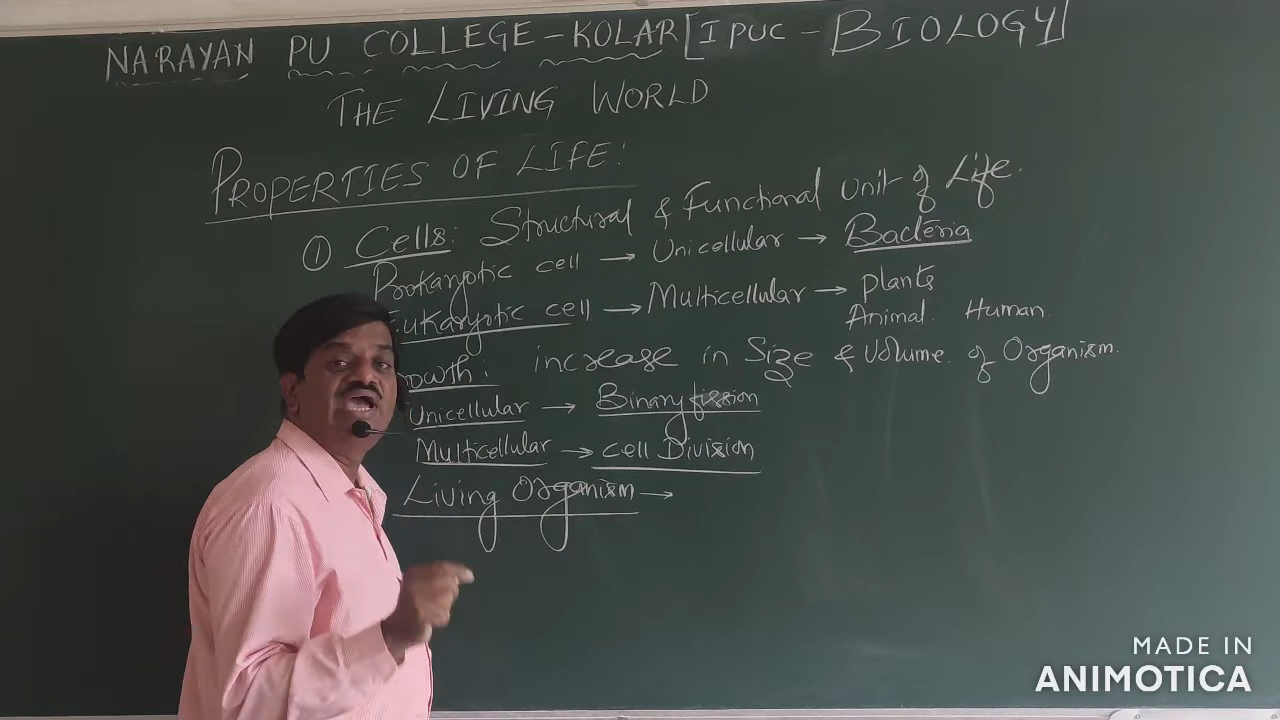 NARAYAN PU COLLEGE - KOLAR [I PUC - BIOLOGY]
THE LIVING WORLD
PROPERTIES OF LIFE:
① Cells: Structural & Functional Unit of Life.
Prokaryotic cell → Unicellular → Bacteria
Eukaryotic cell → Multicellular → plants
Animal. Human
owth: increase in Size & Volume of Organism.
Unicellular → Binary fission
Multicellular → cell Division
Living Organism →
MADE IN
ANIMOTICA